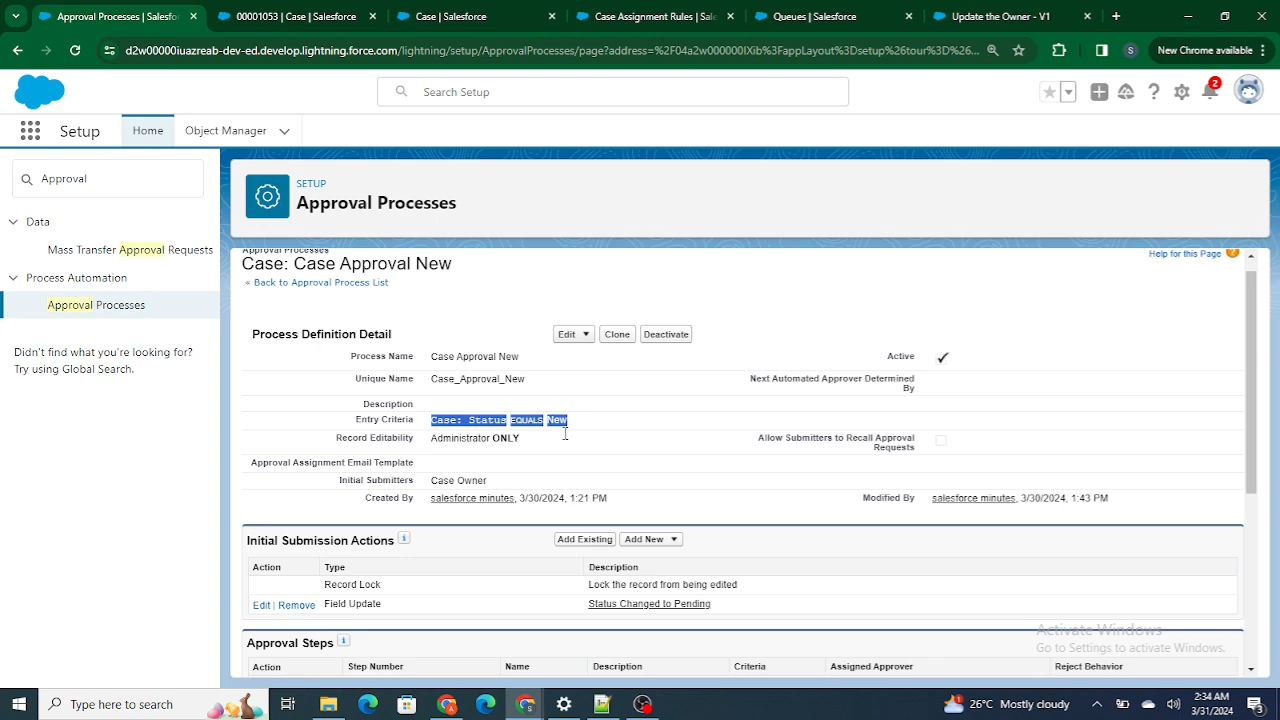 Approval Processes | Salesfor
00001053 | Case | Salesforce
Case | Salesforce
Case Assignment Rules | Sal
Queues | Salesforce
Update the Owner - V1
d2w00000iuazreab-dev-ed.develop.lightning.force.com/lightning/setup/ApprovalProcesses/page?address=%2F04a2w000000IXib%3FappLayout%3Dsetup%26tour%3D%26...
S
New Chrome available
Search Setup
2
Setup
Home
Object Manager
Approval
Data
Mass Transfer Approval Requests
Process Automation
Approval Processes
Didn't find what you're looking for?
Try using Global Search.
SETUP
Approval Processes
Approval Processes
Case: Case Approval New
Help for this Page
« Back to Approval Process List
Process Definition Detail
Edit
Clone
Deactivate
Process Name Case Approval New Active
Unique Name Case_Approval_New Next Automated Approver Determined By
Description
Entry Criteria Case: Status EQUALS New
Record Editability Administrator ONLY Allow Submitters to Recall Approval Requests
Approval Assignment Email Template
Initial Submitters Case Owner
Created By salesforce minutes, 3/30/2024, 1:21 PM Modified By salesforce minutes, 3/30/2024, 1:43 PM
Initial Submission Actions i Add Existing Add New
Action Type Description
Record Lock Lock the record from being edited
Edit | Remove Field Update Status Changed to Pending
Approval Steps i
Action Step Number Name Description Criteria Assigned Approver Reject Behavior
Activate Windows
Go to Settings to activate Windows.
Type here to search
26°C Mostly cloudy
2:34 AM
3/31/2024
3